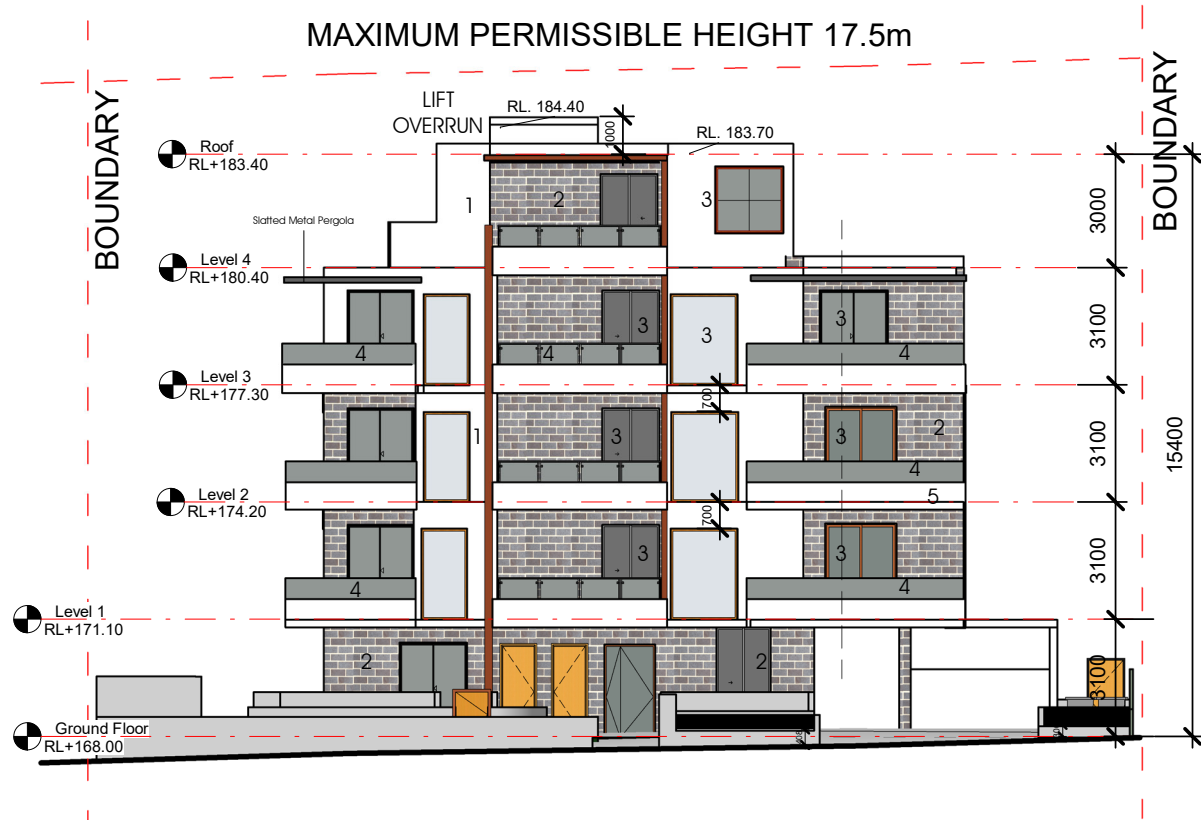 MAXIMUM PERMISSIBLE HEIGHT 17.5m
BOUNDARY
BOUNDARY
LIFT
OVERRUN
RL. 184.40
1000
RL. 183.70
Roof
RL+183.40
1
2
3
3000
Slatted Metal Pergola
Level 4
RL+180.40
3
3
3
4
4
4
3100
Level 3
RL+177.30
700
1
3
3
2
4
3100
15400
Level 2
RL+174.20
5
700
3
3
4
4
3100
Level 1
RL+171.10
2
2
3100
Ground Floor
RL+168.00